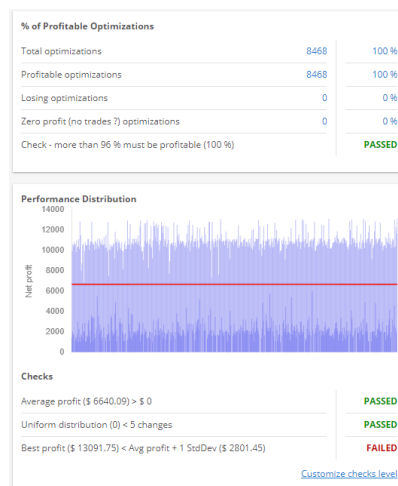 % of Profitable Optimizations
Total optimizations 8468 100 %
Profitable optimizations 8468 100 %
Losing optimizations 0 0 %
Zero profit (no trades ?) optimizations 0 0 %
Check - more than 96 % must be profitable (100 %) PASSED
Performance Distribution
14000
12000
10000
8000
6000
4000
2000
0
Net profit
Checks
Average profit ($ 6640.09) > $ 0 PASSED
Uniform distribution (0) < 5 changes PASSED
Best profit ($ 13091.75) < Avg profit + 1 StdDev ($ 2801.45) FAILED
Customize checks level